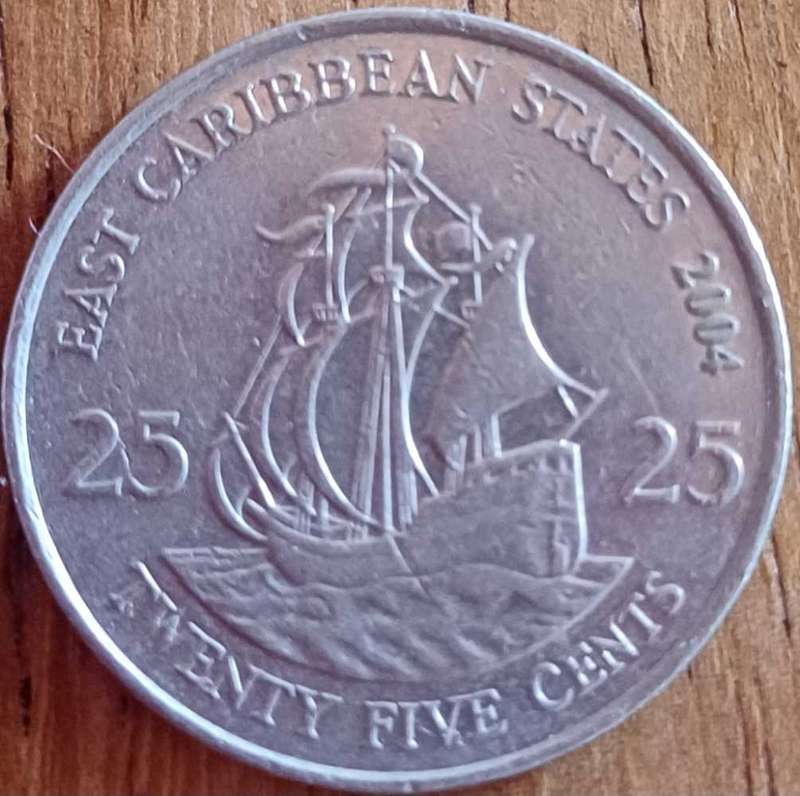 EAST CARIBBEAN STATES 2004
25 25
TWENTY FIVE CENTS